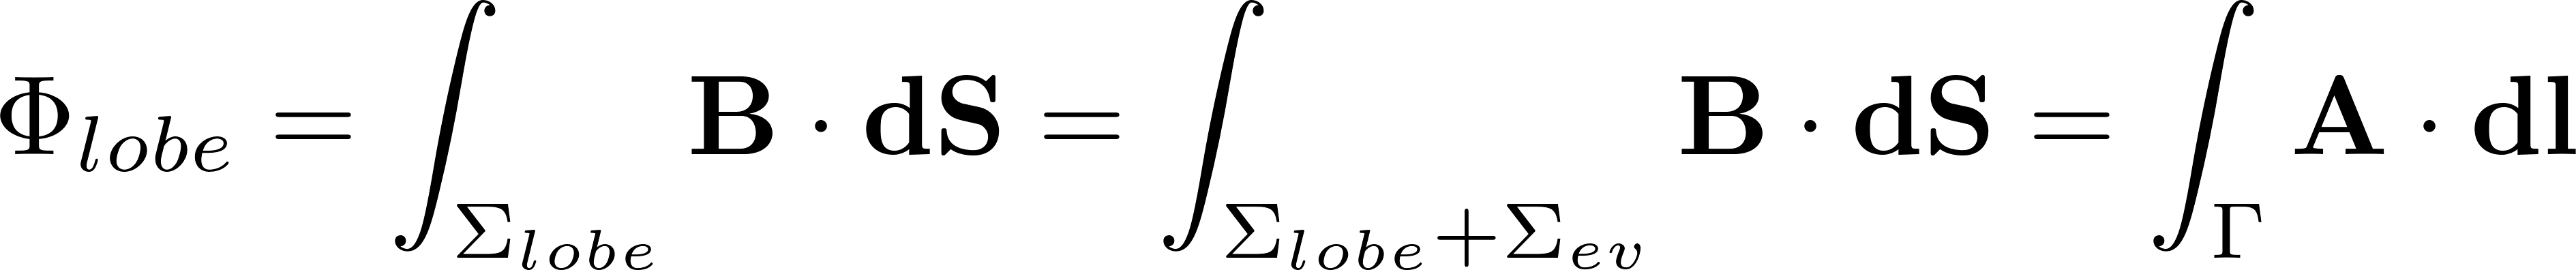 Φ_{lobe} = ∫_{Σ_{lobe}} B · dS = ∫_{Σ_{lobe}+Σ_{ev}} B · dS = ∫_Γ A · dl